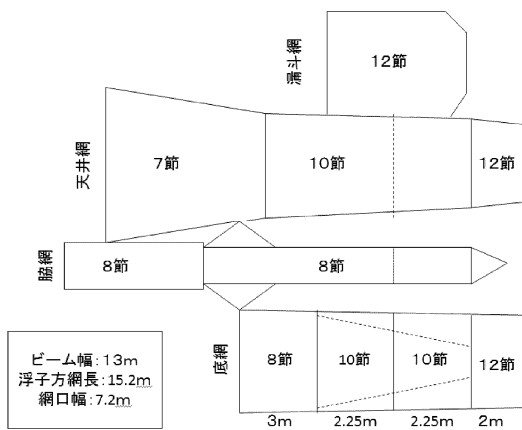 漏斗網
12節
天井網
7節
10節
12節
脇網
8節
8節
底網
8節
10節
10節
12節
3m
2.25m
2.25m
2m
ビーム幅:13m
浮子方網長:15.2m
網口幅:7.2m